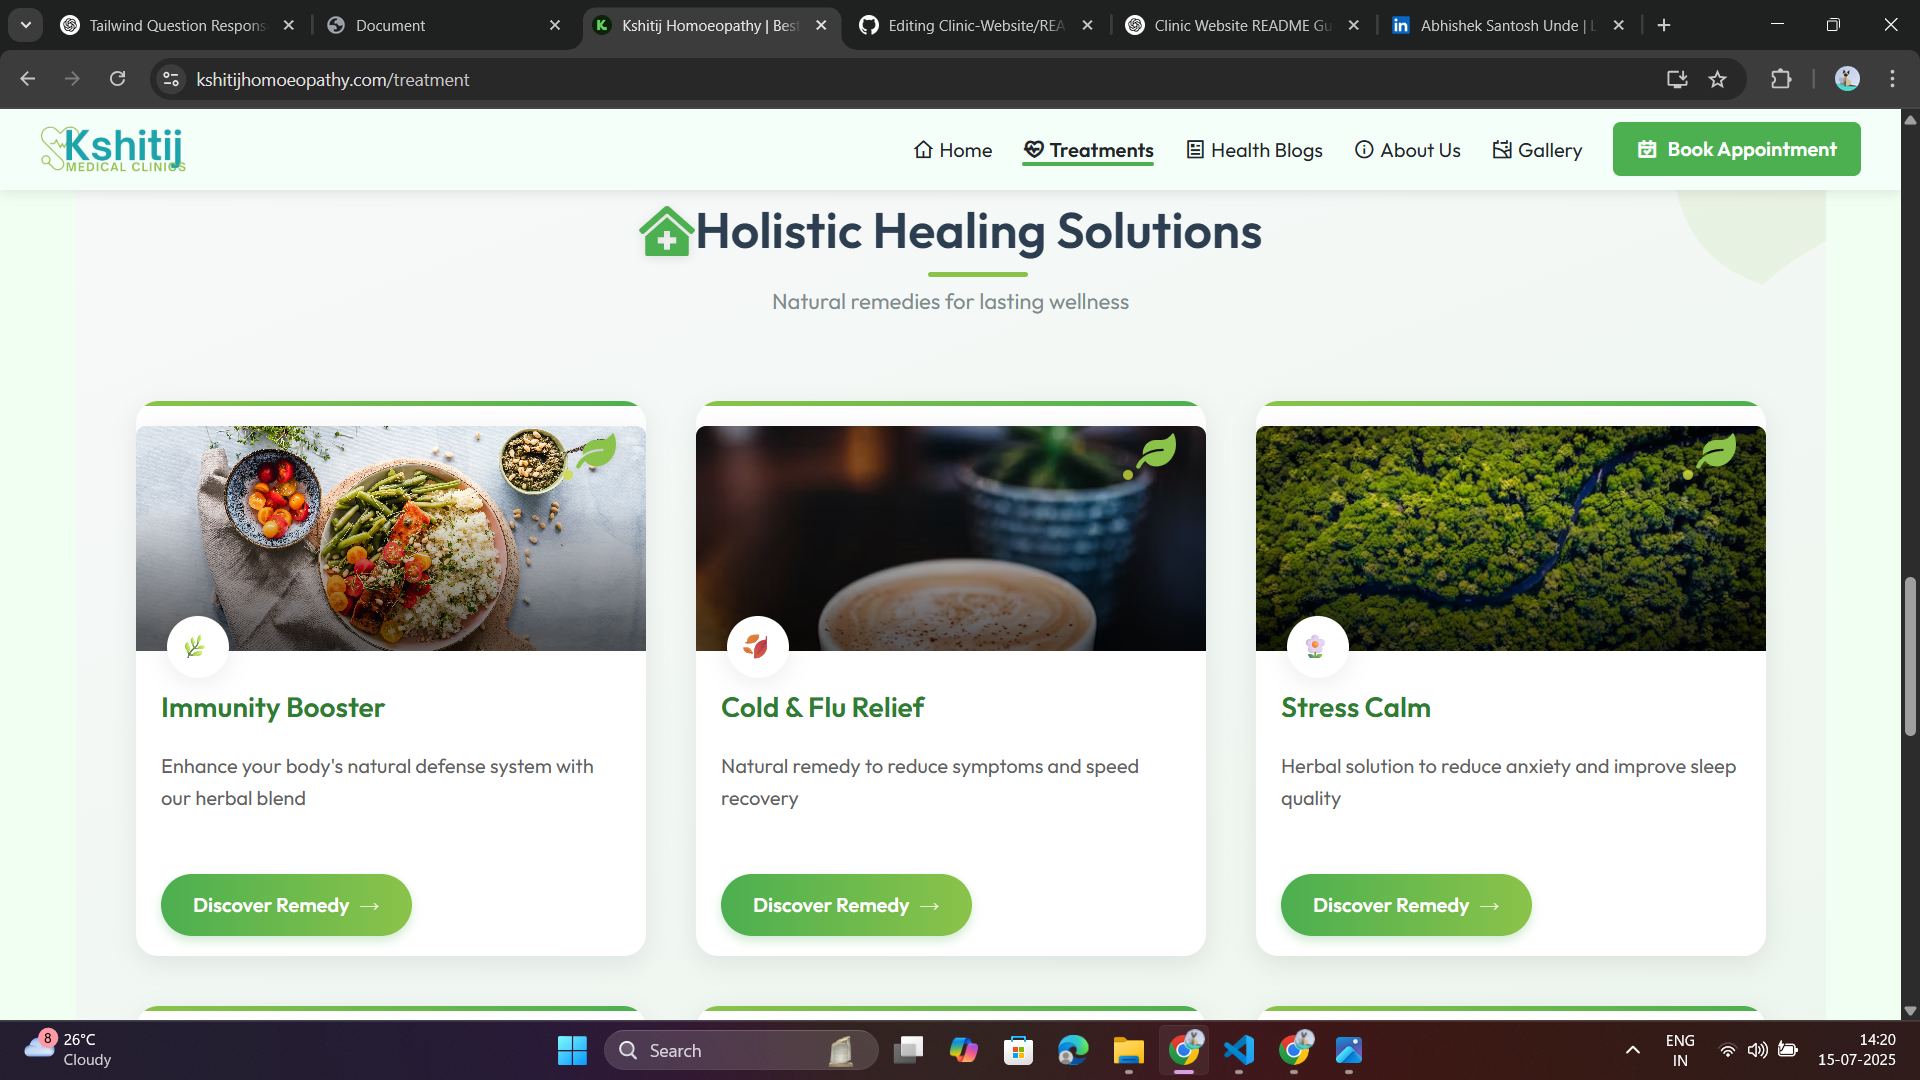 Tailwind Question Respons
Document
Kshitij Homoeopathy | Best
Editing Clinic-Website/REA
Clinic Website README Gu
Abhishek Santosh Unde | L
kshitijhomoeopathy.com/treatment
Kshitij
MEDICAL CLINICS
Home
Treatments
Health Blogs
About Us
Gallery
Book Appointment
Holistic Healing Solutions
Natural remedies for lasting wellness
Immunity Booster
Enhance your body's natural defense system with
our herbal blend
Discover Remedy →
Cold & Flu Relief
Natural remedy to reduce symptoms and speed
recovery
Discover Remedy →
Stress Calm
Herbal solution to reduce anxiety and improve sleep
quality
Discover Remedy →
8
26°C
Cloudy
Search
ENG
IN
14:20
15-07-2025